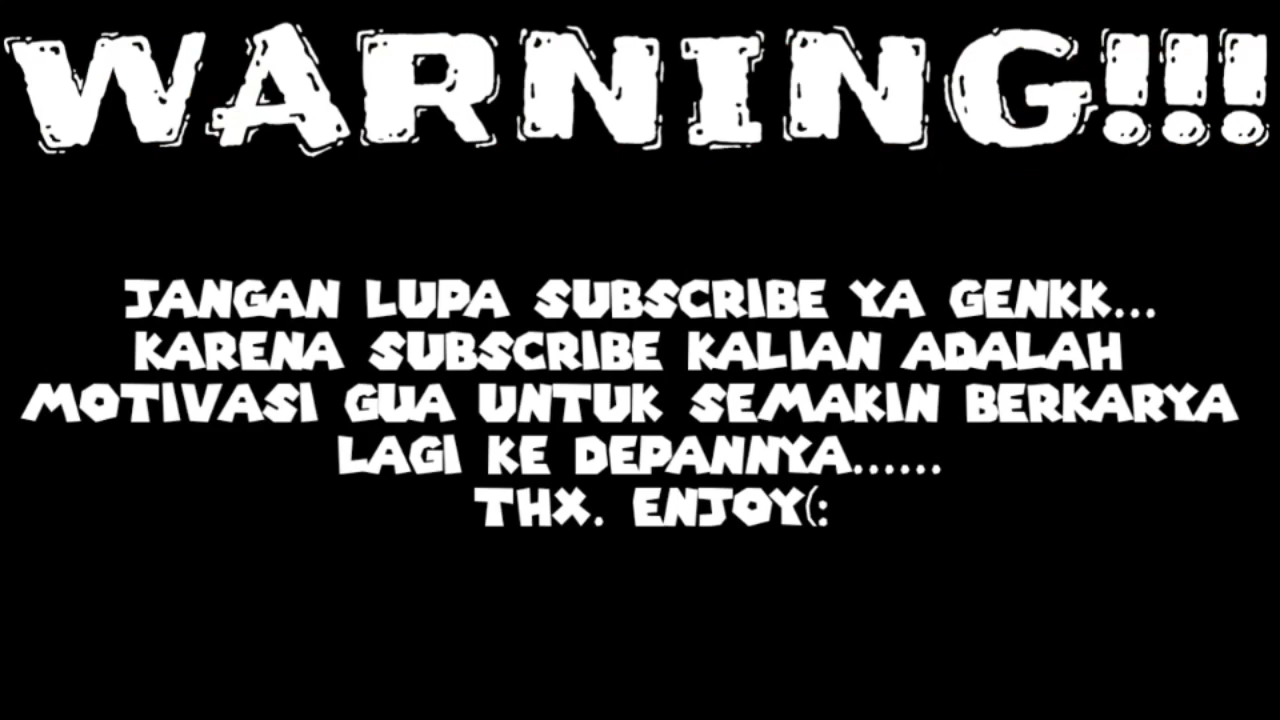 WARNING!!!
JANGAN LUPA SUBSCRIBE YA GENKK...
KARENA SUBSCRIBE KALIAN ADALAH
MOTIVASI GUA UNTUK SEMAKIN BERKARYA
LAGI KE DEPANNYA......
THX. ENJOY(: